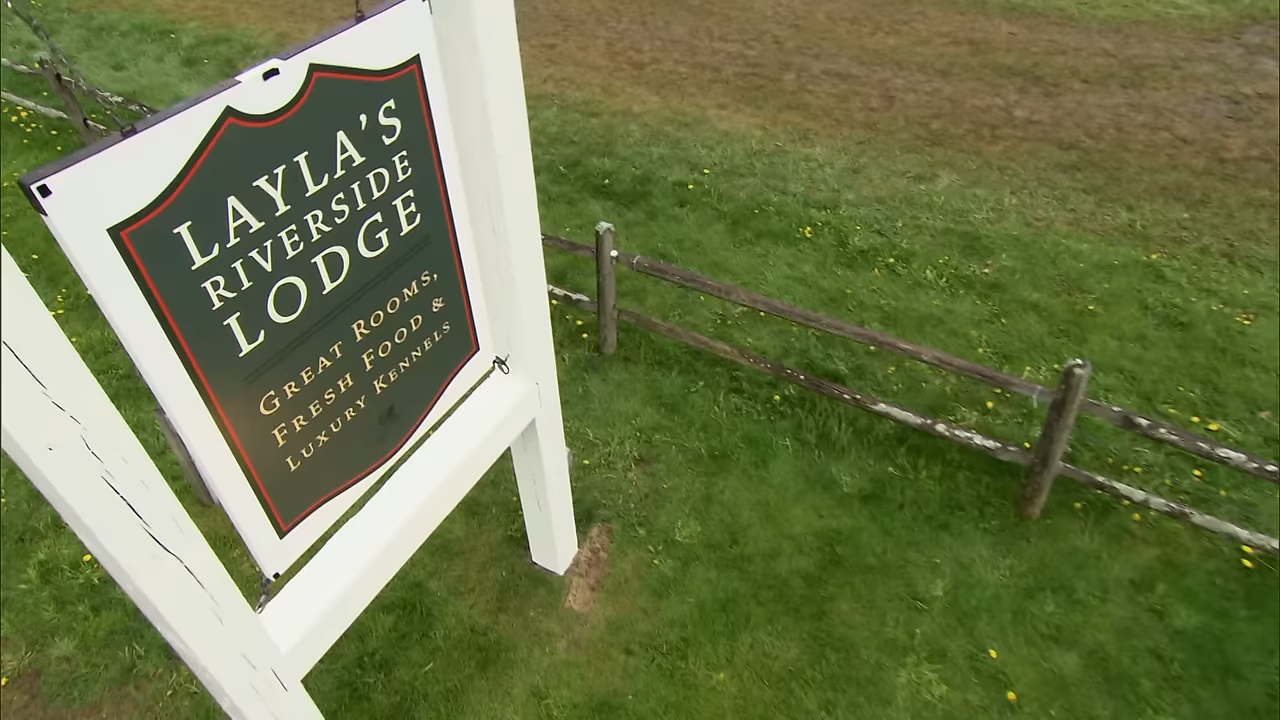 LAYLA'S
RIVERSIDE
LODGE
GREAT ROOMS,
FRESH FOOD &
LUXURY KENNELS